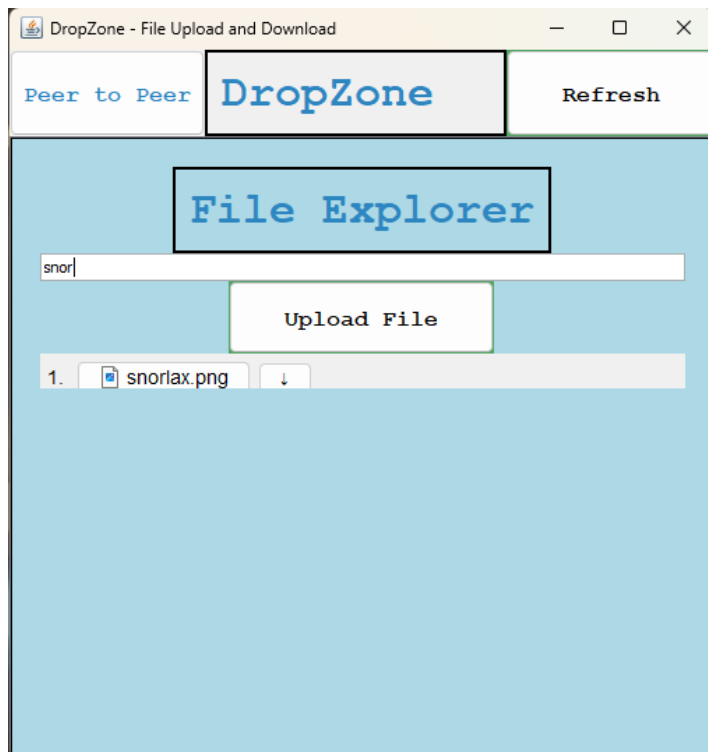 DropZone - File Upload and Download
Peer to Peer DropZone Refresh
File Explorer
snor
Upload File
1. snorlax.png ↓